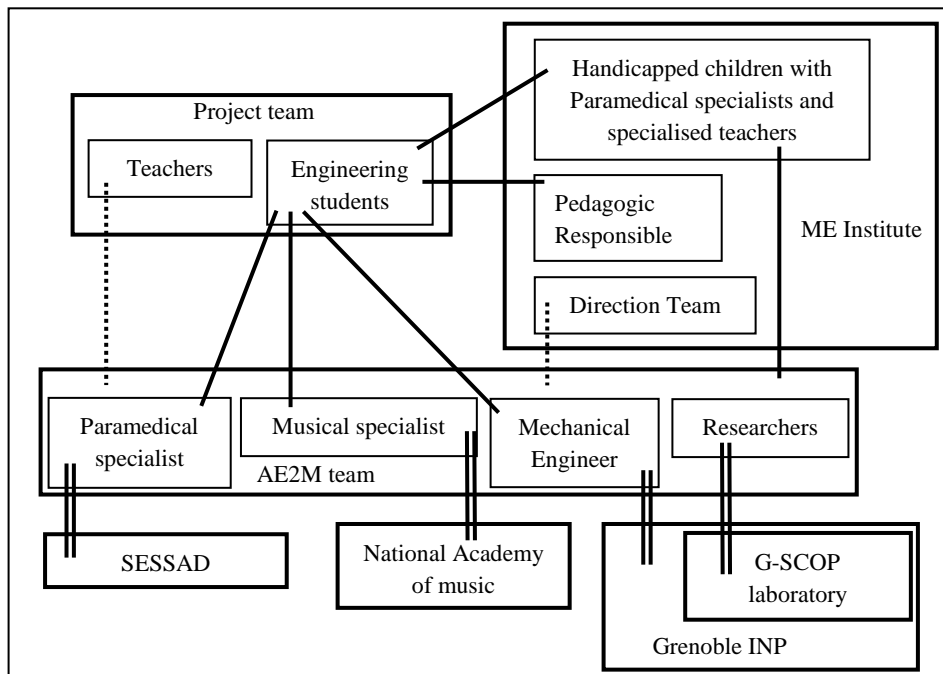 Handicapped children with
Paramedical specialists and
specialised teachers
Project team
Teachers
Engineering
students
Pedagogic
Responsible
ME Institute
Direction Team
Paramedical
specialist
Musical specialist
Mechanical
Engineer
Researchers
AE2M team
SESSAD
National Academy
of music
G-SCOP
laboratory
Grenoble INP